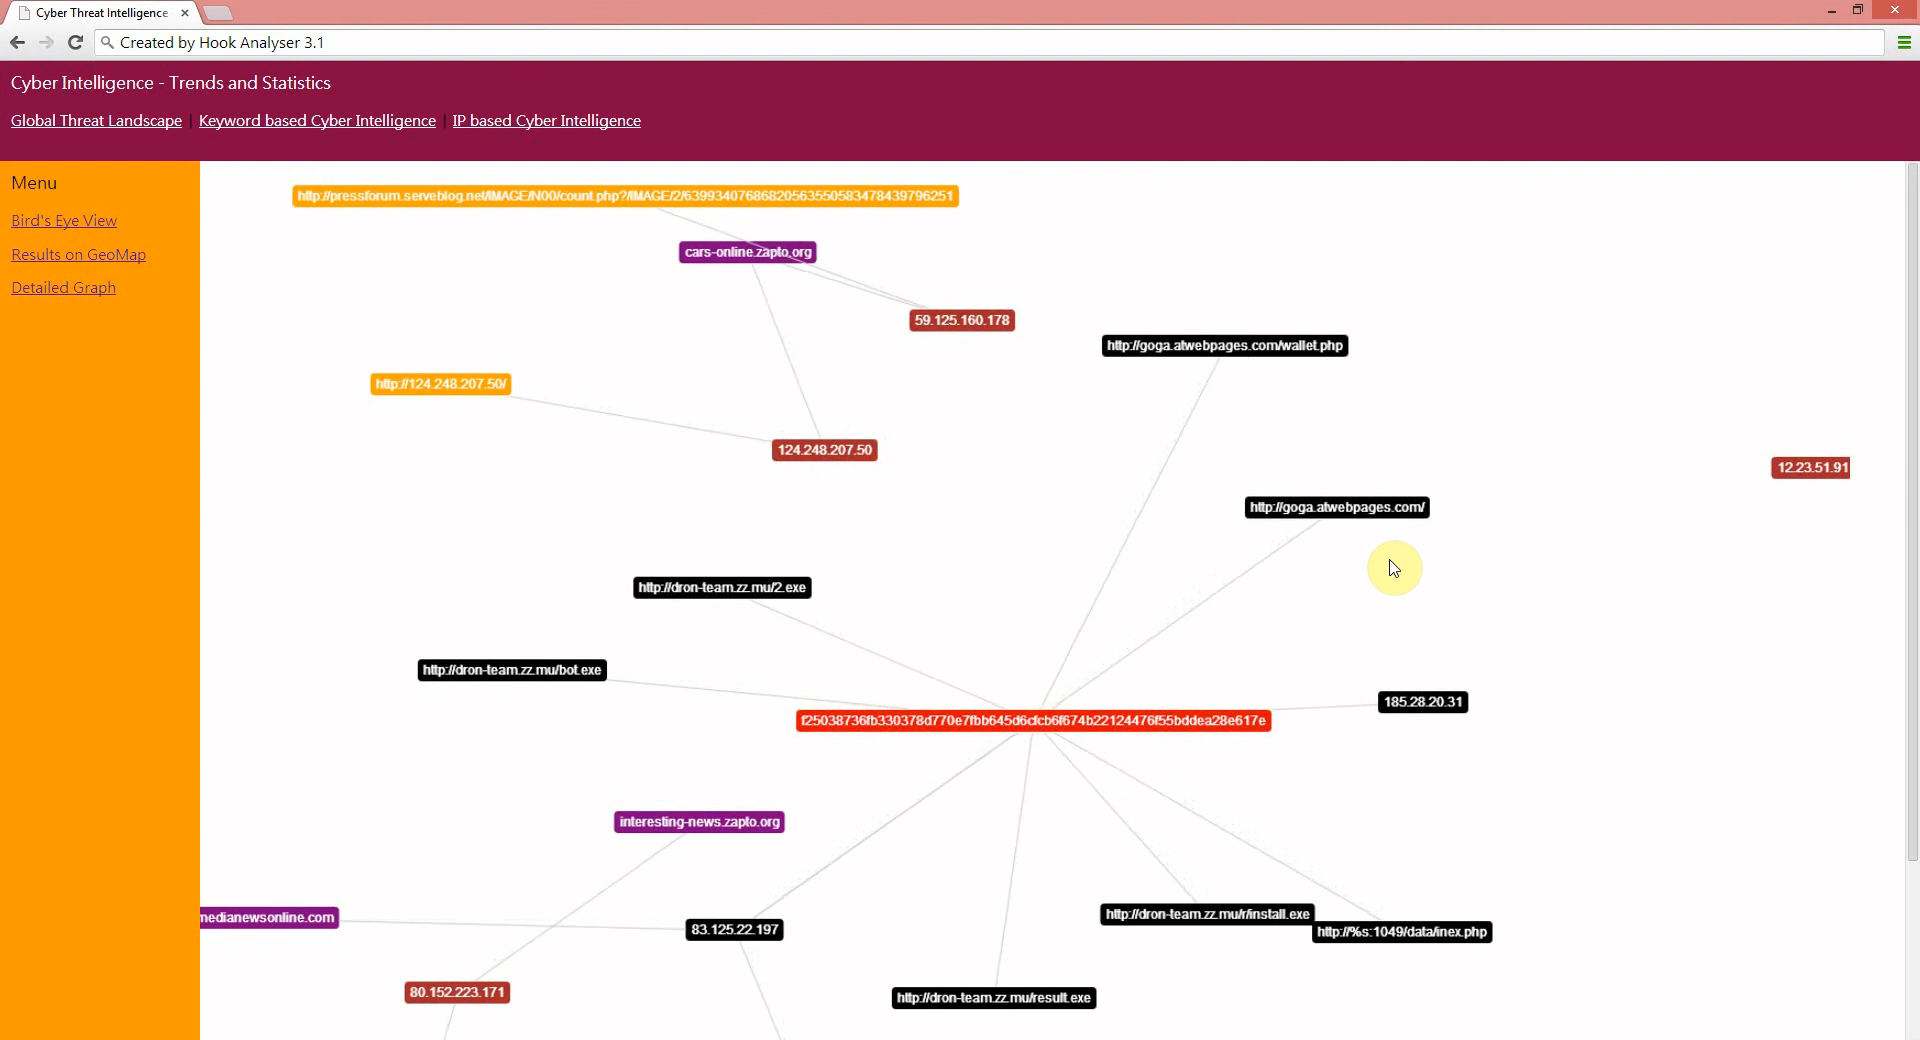 Cyber Threat Intelligence
Created by Hook Analyser 3.1
Cyber Intelligence - Trends and Statistics
Global Threat Landscape | Keyword based Cyber Intelligence | IP based Cyber Intelligence
Menu
Bird's Eye View
Results on GeoMap
Detailed Graph
http://pressforum.serveblog.net/IMAGE/N00/count.php?/IMAGE/2/63993407686820563550583478439796251
cars-online.zapto.org
59.125.160.178
http://goga.atwebpages.com/wallet.php
http://124.248.207.50/
124.248.207.50
12.23.51.91
http://goga.atwebpages.com/
http://dron-team.zz.mu/2.exe
http://dron-team.zz.mu/bot.exe
185.28.20.31
f25038736fb330378d770e7fbb645d6cfcb6f674b22124476f55bddea28e617e
interesting-news.zapto.org
medianewsonline.com
83.125.22.197
http://dron-team.zz.mu/r/install.exe
http://%s:1049/data/inex.php
80.152.223.171
http://dron-team.zz.mu/result.exe